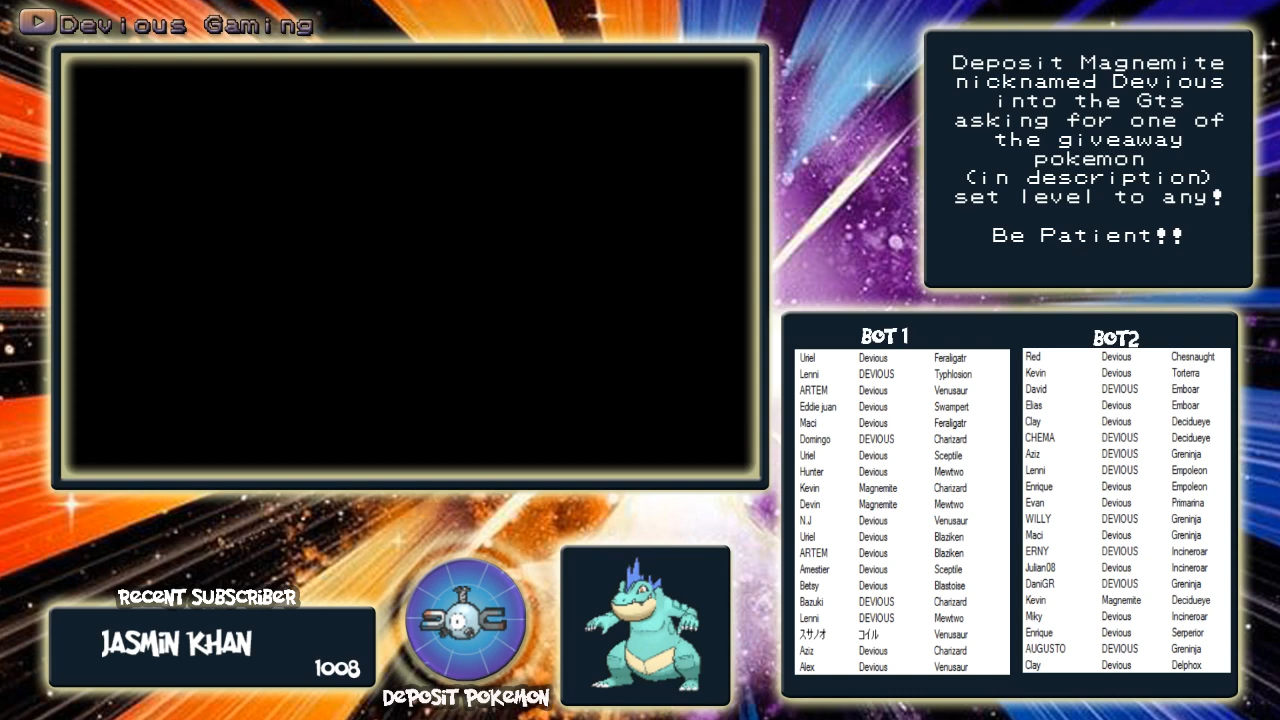 Devious Gaming
Deposit Magnemite
nicknamed Devious
into the Gts
asking for one of
the giveaway
pokemon
(in description)
set level to any!
Be Patient!!
BOT 1
Uriel Devious Feraligatr
Lenni DEVIOUS Typhlosion
ARTEM Devious Venusaur
Eddie juan Devious Swampert
Maci Devious Feraligatr
Domingo DEVIOUS Charizard
Uriel Devious Sceptile
Hunter Devious Mewtwo
Kevin Magnemite Charizard
Devin Magnemite Mewtwo
N.J Devious Venusaur
Uriel Devious Blaziken
ARTEM Devious Blaziken
Amestier Devious Sceptile
Betsy Devious Blastoise
Bazuki DEVIOUS Charizard
Lenni DEVIOUS Mewtwo
スサノオ コイル Venusaur
Aziz Devious Charizard
Alex Devious Venusaur
BOT2
Red Devious Chesnaught
Kevin Devious Torterra
David DEVIOUS Emboar
Elias Devious Emboar
Clay Devious Decidueye
CHEMA DEVIOUS Decidueye
Aziz Devious Greninja
Lenni DEVIOUS Empoleon
Enrique Devious Empoleon
Evan Devious Primarina
WILLY DEVIOUS Greninja
Maci Devious Greninja
ERNY DEVIOUS Incineroar
Julian08 Devious Incineroar
DaniGR DEVIOUS Greninja
Kevin Magnemite Decidueye
Miky Devious Incineroar
Enrique Devious Serperior
AUGUSTO DEVIOUS Greninja
Clay Devious Delphox
Recent Subscriber
Jasmin Khan
1008
Deposit Pokemon